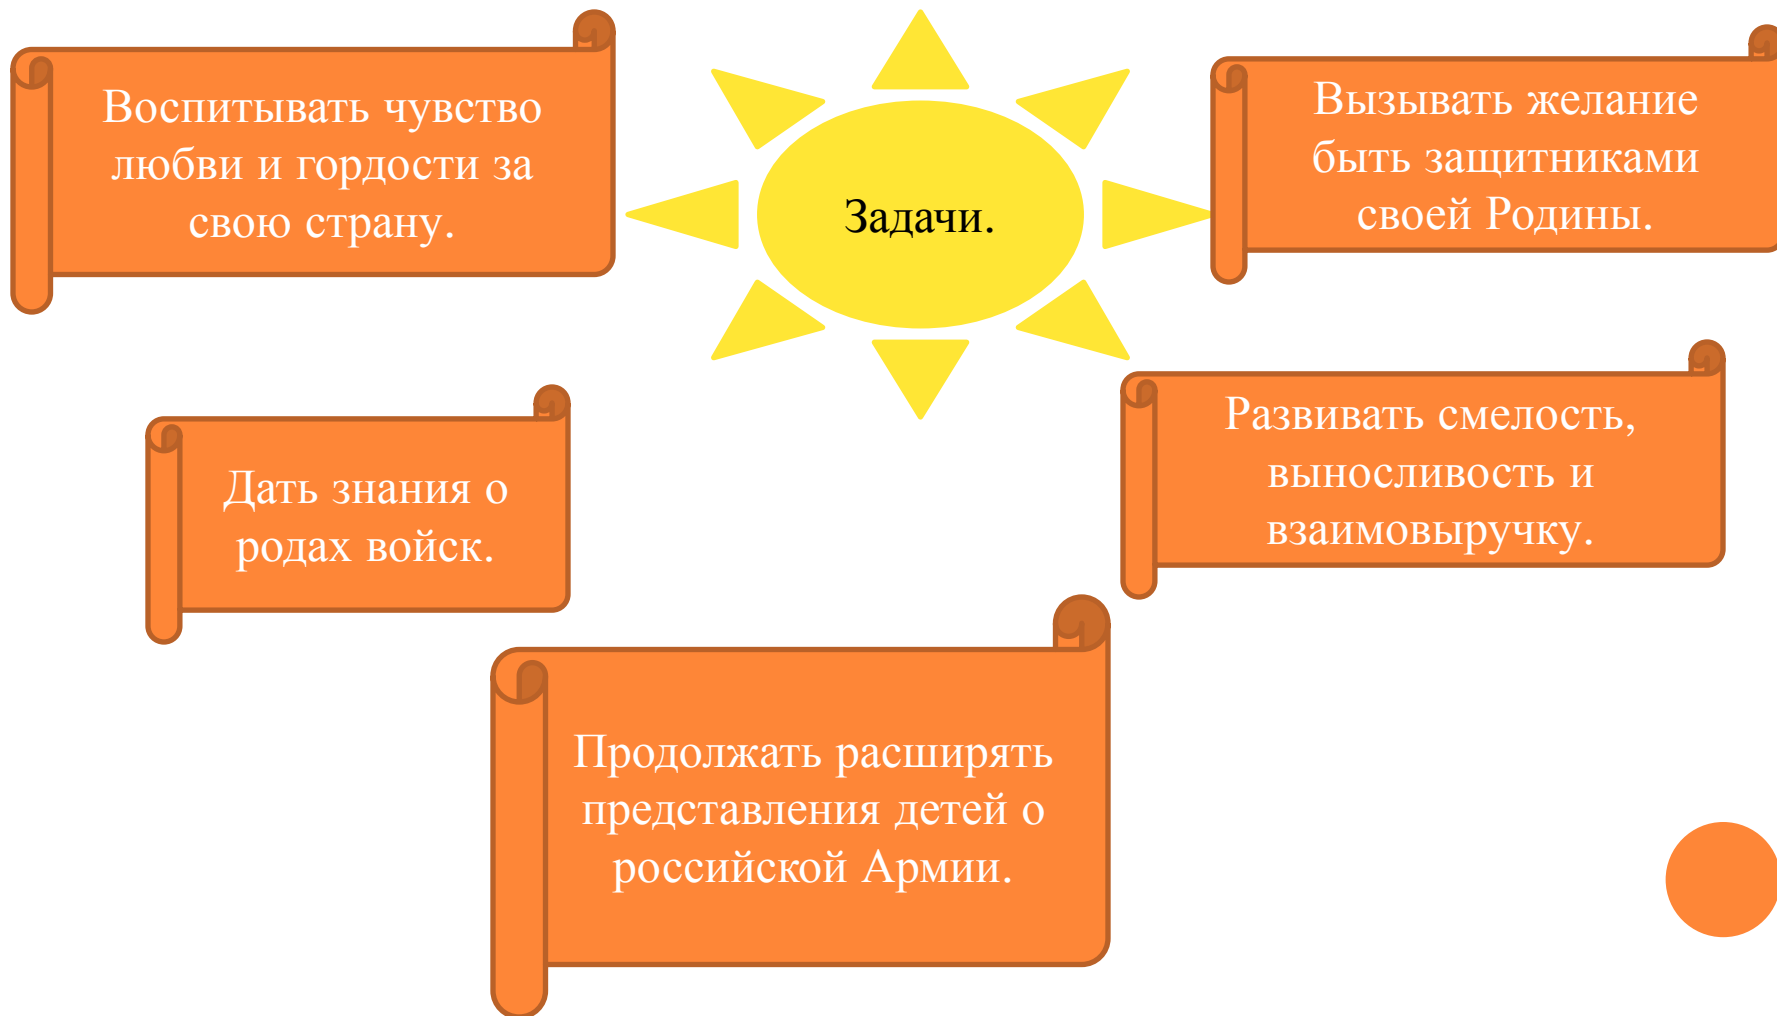 Воспитывать чувство
любви и гордости за
свою страну.
Задачи.
Вызывать желание
быть защитниками
своей Родины.
Дать знания о
родах войск.
Развивать смелость,
выносливость и
взаимовыручку.
Продолжать расширять
представления детей о
российской Армии.